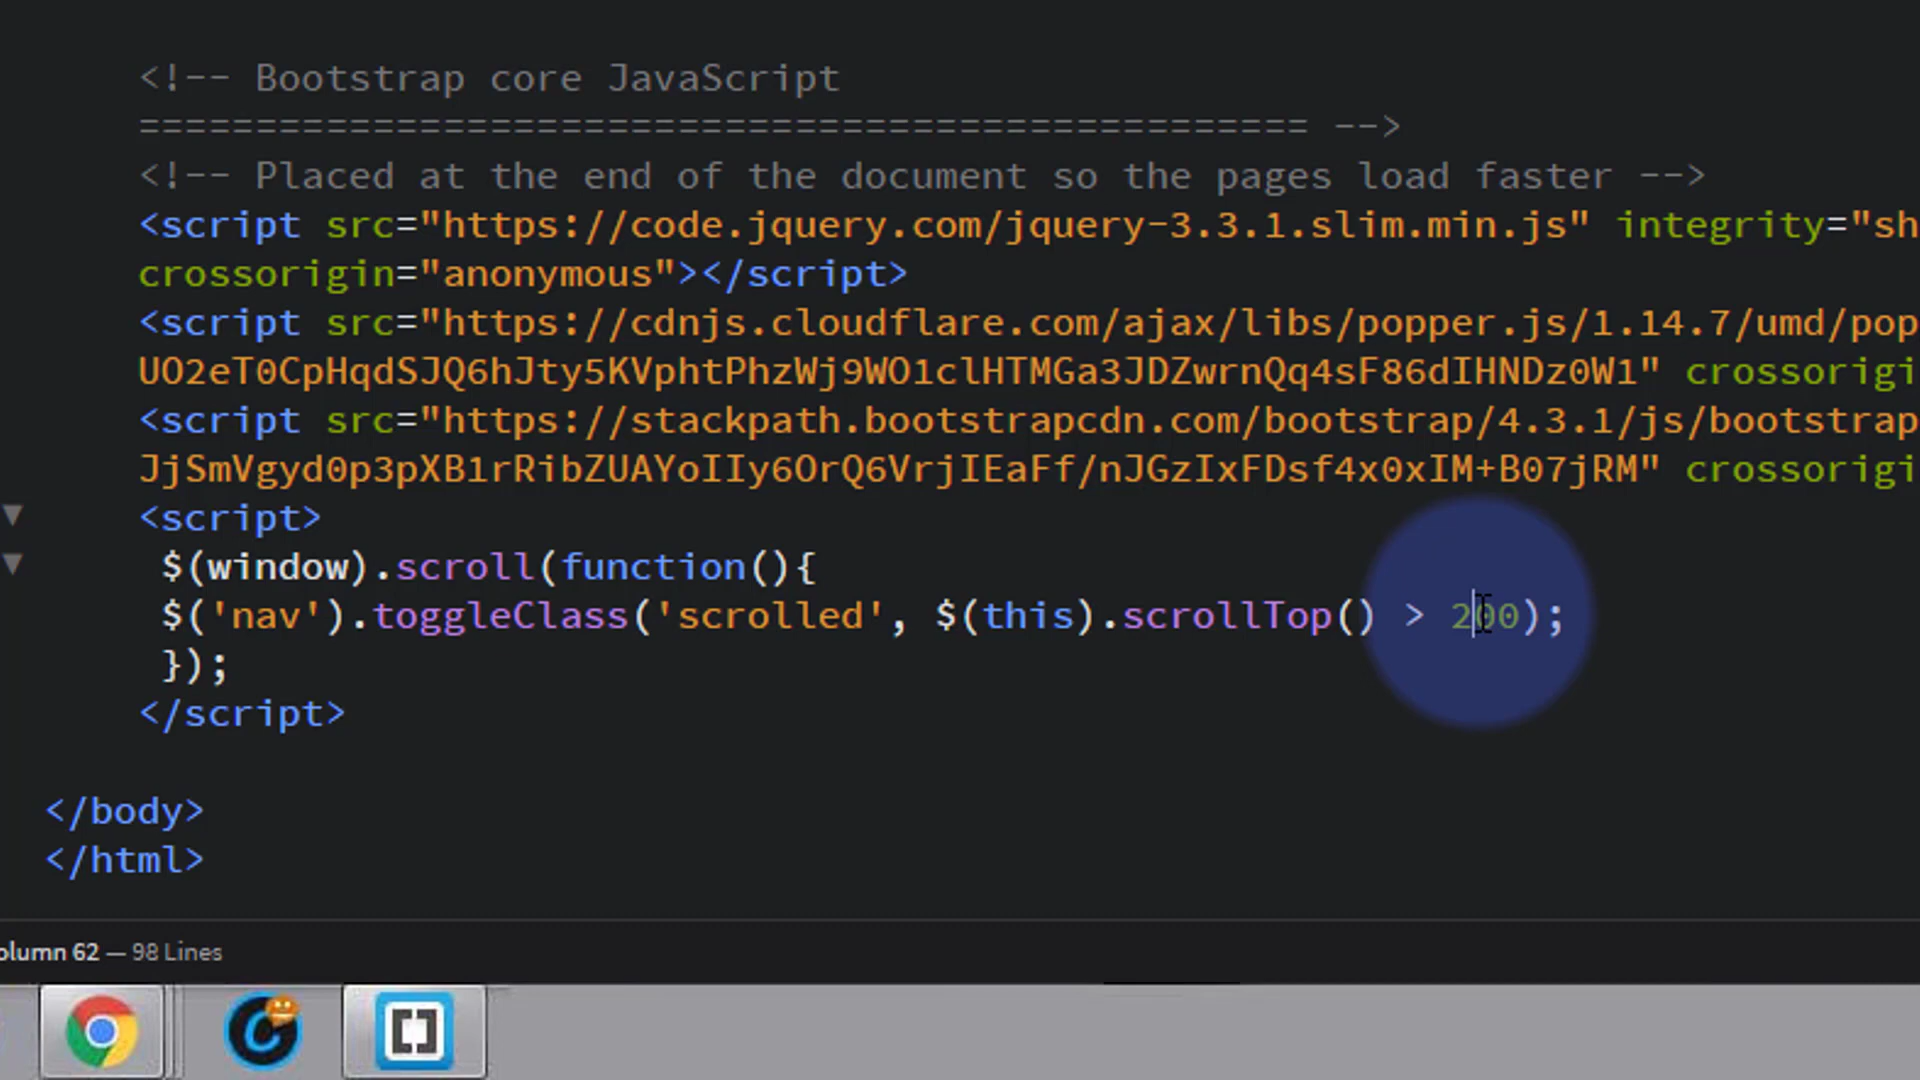 <!-- Bootstrap core JavaScript
================================================== -->
<!-- Placed at the end of the document so the pages load faster -->
<script src="https://code.jquery.com/jquery-3.3.1.slim.min.js" integrity="sh
crossorigin="anonymous"></script>
<script src="https://cdnjs.cloudflare.com/ajax/libs/popper.js/1.14.7/umd/pop
UO2eT0CpHqdSJQ6hJty5KVphtPhzWj9WO1clHTMGa3JDZwrnQq4sF86dIHNDz0W1" crossorigi
<script src="https://stackpath.bootstrapcdn.com/bootstrap/4.3.1/js/bootstrap
JjSmVgyd0p3pXB1rRibZUAYoIIy6OrQ6VrjIEaFf/nJGzIxFDsf4x0xIM+B07jRM" crossorigi
<script>
$(window).scroll(function(){
$('nav').toggleClass('scrolled', $(this).scrollTop() > 200);
});
</script>
</body>
</html>
olumn 62 — 98 Lines